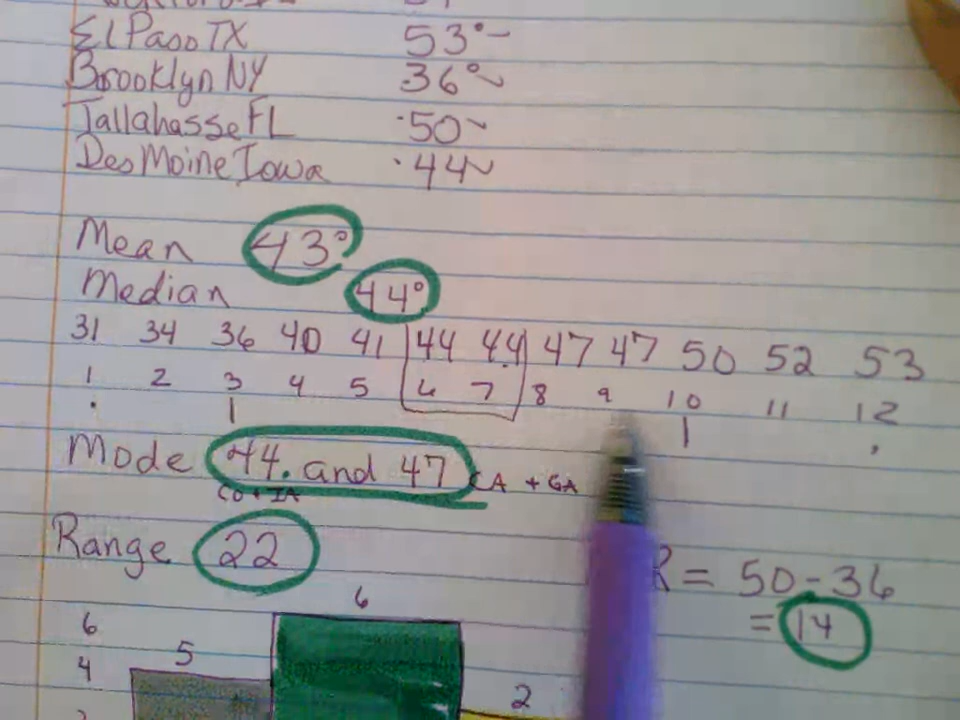 El Paso TX 53°
Brooklyn NY 36°
Tallahasse FL 50
Des Moine Iowa 44
Mean 43°
Median 44°
31 34 36 40 41 44 44 47 47 50 52 53
1 2 3 4 5 6 7 8 9 10 11 12
Mode 44. and 47 CA + GA
CO + IA
Range 22
R = 50-36
= 14
6
6
5
4
2